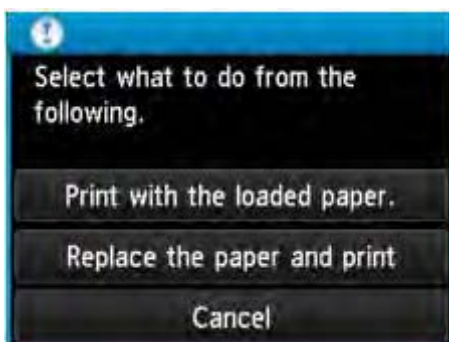 Select what to do from the
following.
Print with the loaded paper.
Replace the paper and print
Cancel